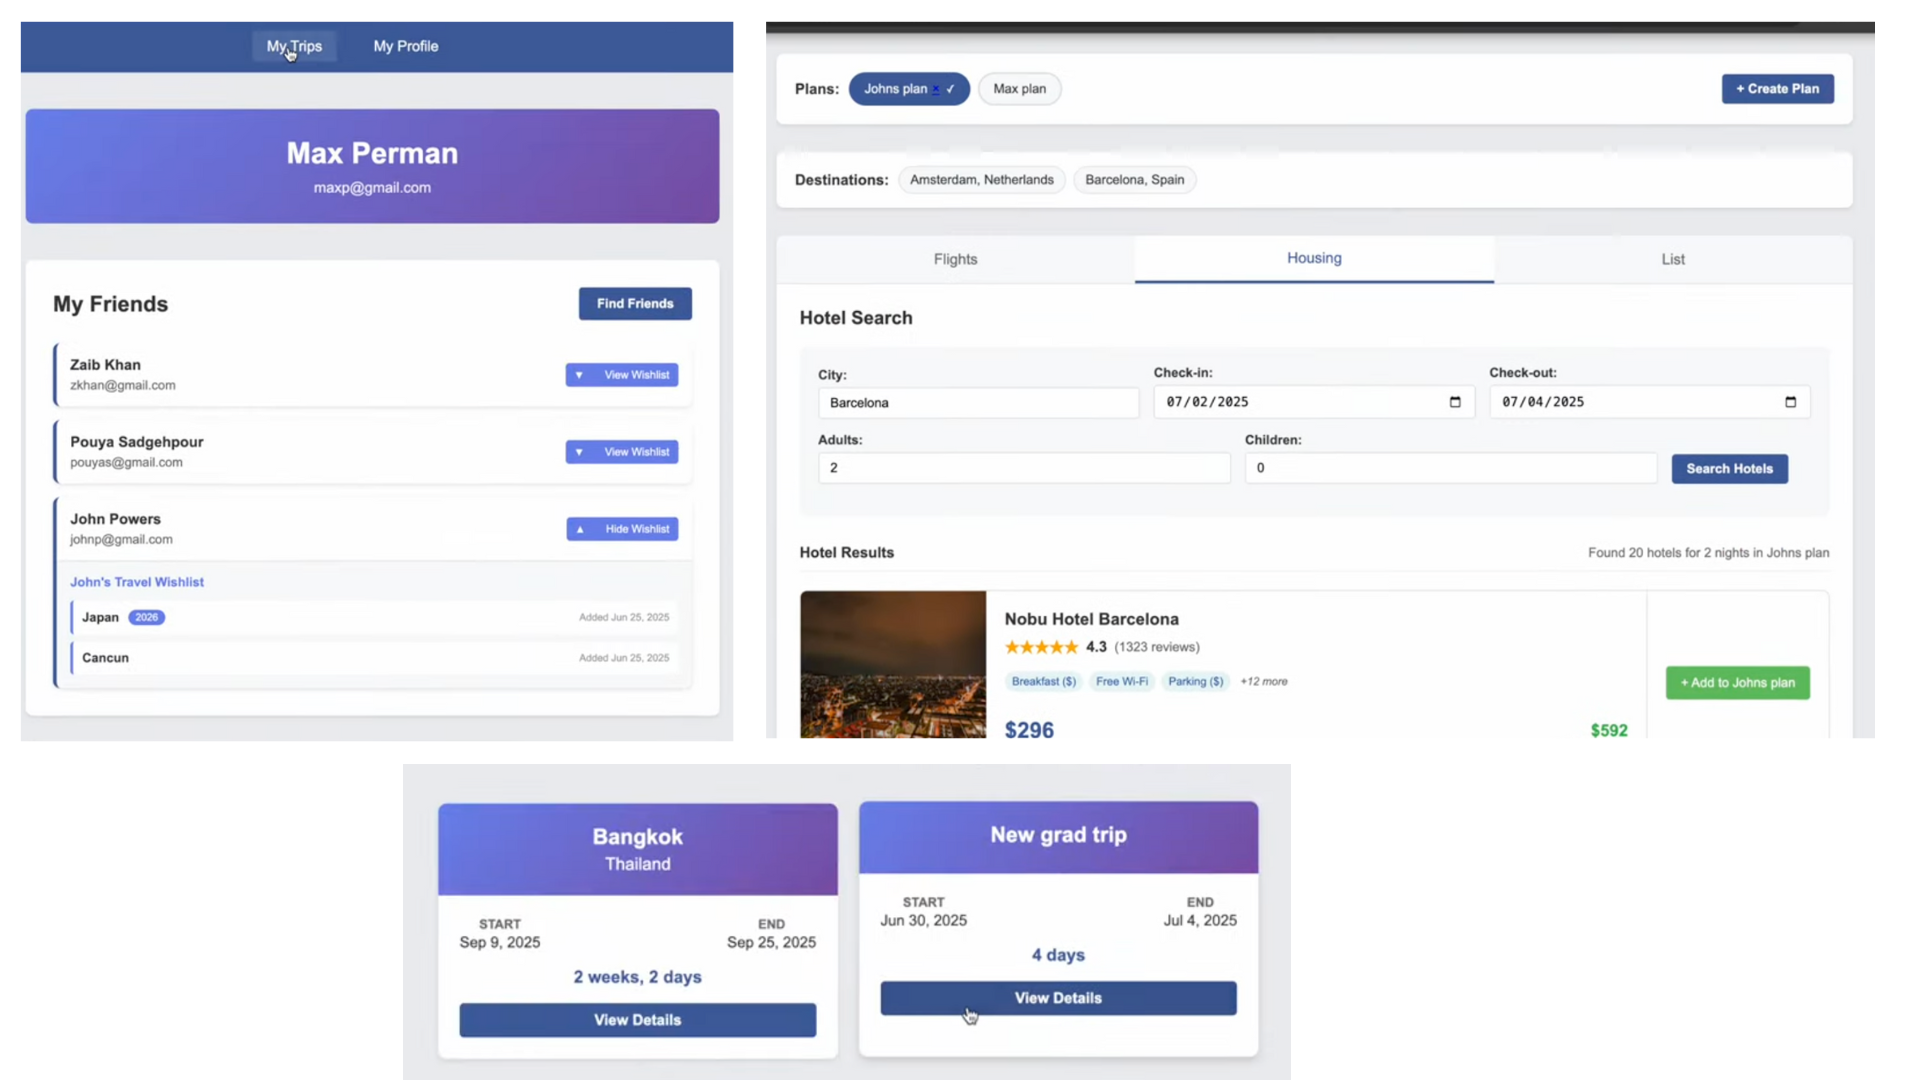 My Trips My Profile
Max Perman
maxp@gmail.com
My Friends Find Friends
Zaib Khan
zkhan@gmail.com
▼ View Wishlist
Pouya Sadgehpour
pouyas@gmail.com
▼ View Wishlist
John Powers
johnp@gmail.com
▲ Hide Wishlist
John's Travel Wishlist
Japan 2026 Added Jun 25, 2025
Cancun Added Jun 25, 2025
Plans: Johns plan × ✓ Max plan + Create Plan
Destinations: Amsterdam, Netherlands Barcelona, Spain
Flights Housing List
Hotel Search
City: Check-in: Check-out:
Barcelona 07/02/2025 07/04/2025
Adults: Children:
2 0 Search Hotels
Hotel Results Found 20 hotels for 2 nights in Johns plan
Nobu Hotel Barcelona
★★★★★ 4.3 (1323 reviews)
Breakfast ($) Free Wi-Fi Parking ($) +12 more
+ Add to Johns plan
$296 $592
Bangkok
Thailand
START END
Sep 9, 2025 Sep 25, 2025
2 weeks, 2 days
View Details
New grad trip
START END
Jun 30, 2025 Jul 4, 2025
4 days
View Details